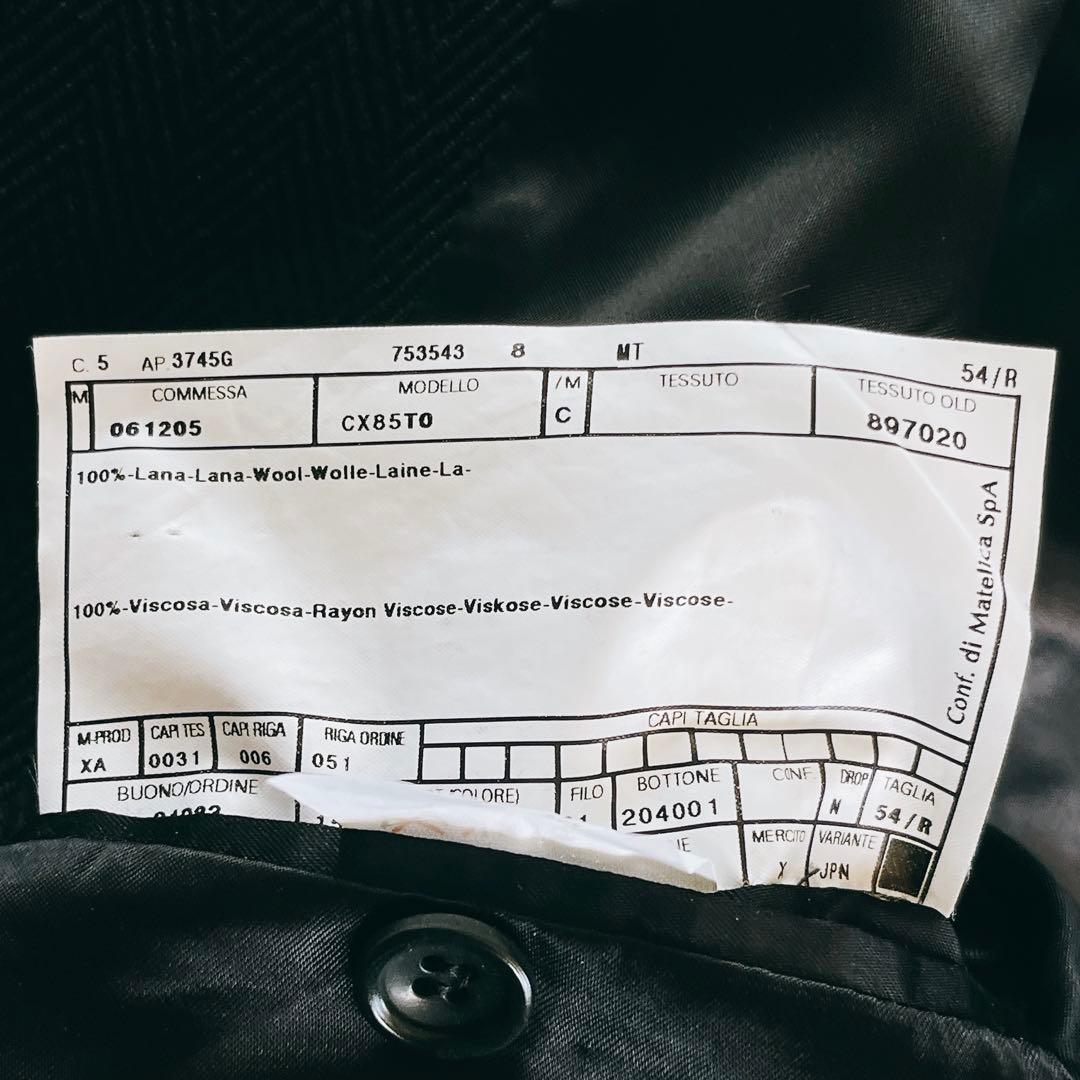 C. 5 AP. 3745G 753543 8 MT 54/R
M COMMESSA MODELLO /M TESSUTO TESSUTO OLD
061205 CX85T0 C 897020
100%-Lana-Lana-Wool-Wolle-Laine-La-
100%-Viscosa-Viscosa-Rayon Viscose-Viskose-Viscose-Viscose-
Conf. di Matelica SpA
CAPI TAGLIA
M-PROD CAPI TES CAPI RIGA RIGA ORDINE
XA 0031 006 051
BUONO/ORDINE FILO BOTTONE CONF. DROP TAGLIA
204001 N 54/R
MERCTO VARIANTE
X JPN